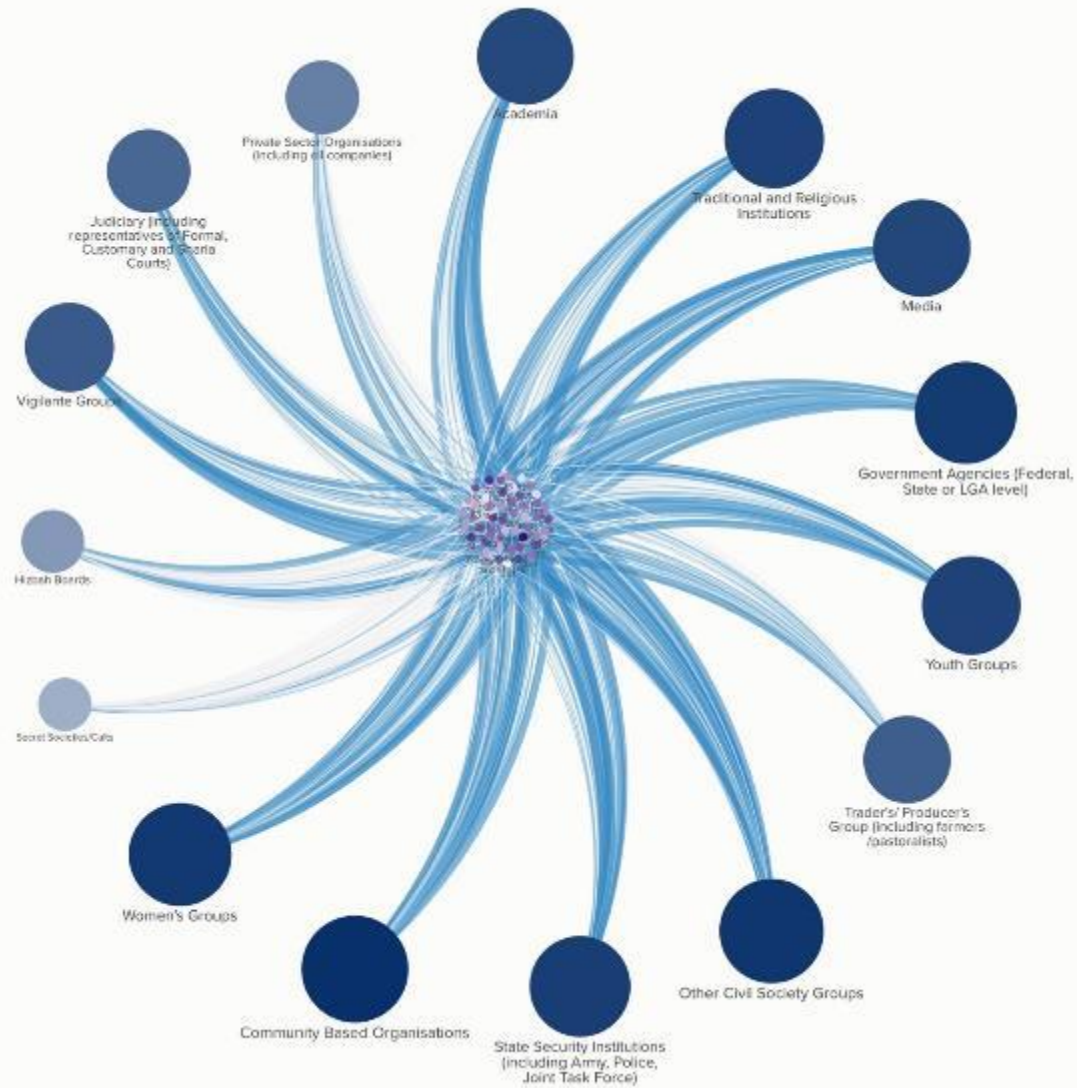 Academia
Private Sector Organisations
(including oil companies)
Traditional and Religious
Institutions
Judiciary (including
representatives of Formal,
Customary and Sharia
Courts)
Media
Vigilante Groups
Government Agencies (Federal,
State or LGA level)
Hizbah Boards
Youth Groups
Secret Societies/Cults
Trader's/ Producer's
Group (including farmers
/pastoralists)
Women's Groups
Other Civil Society Groups
Community Based Organisations
State Security Institutions
(including Army, Police,
Joint Task Force)